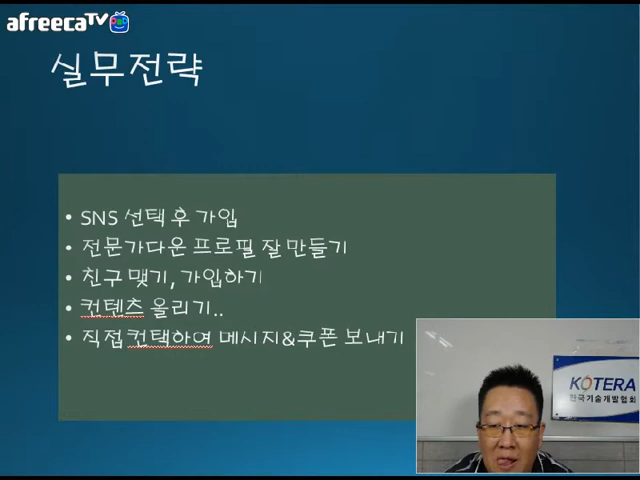 afreecaTV
실무전략
• SNS 선택 후 가입
• 전문가다운 프로필 잘 만들기
• 친구 맺기, 가입하기
• 컨텐츠 올리기..
• 직접 컨택하여 메시지&쿠폰 보내기
KOTERA
한국기술개발협회